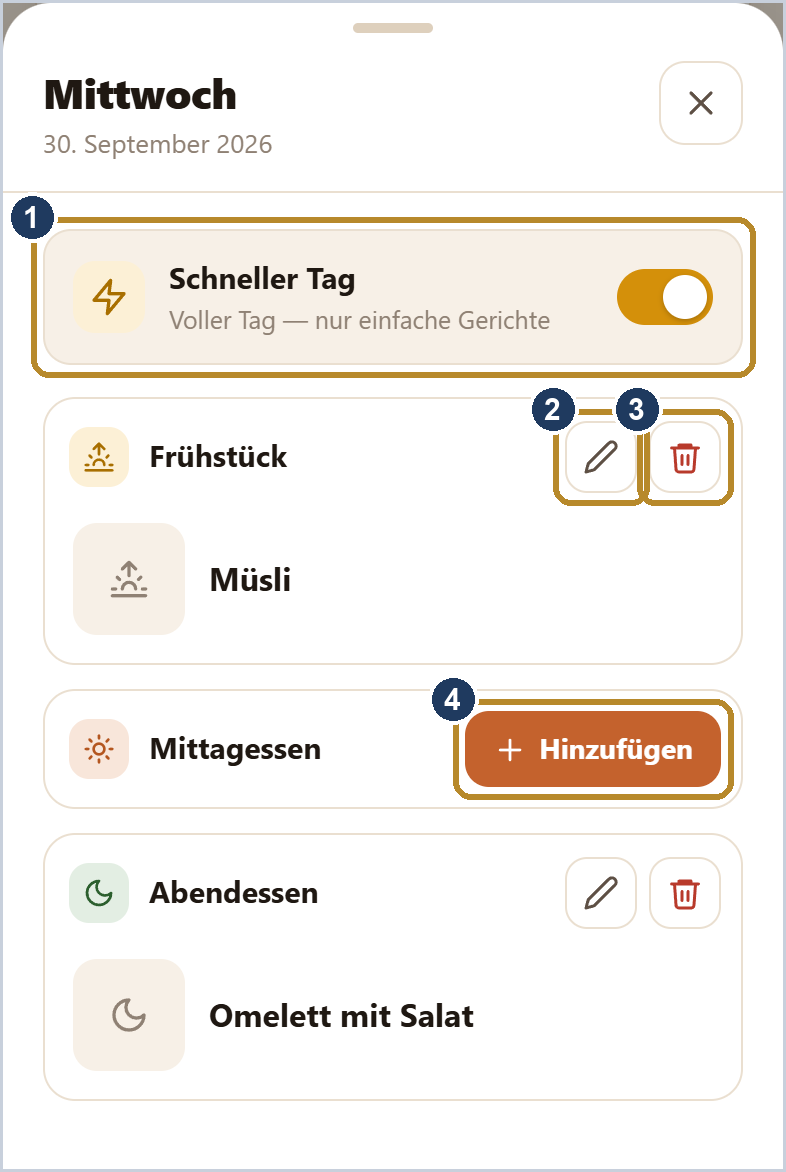 Mittwoch
30. September 2026
1
Schneller Tag
Voller Tag — nur einfache Gerichte
2
3
Frühstück
Müsli
4
Mittagessen
Hinzufügen
Abendessen
Omelett mit Salat